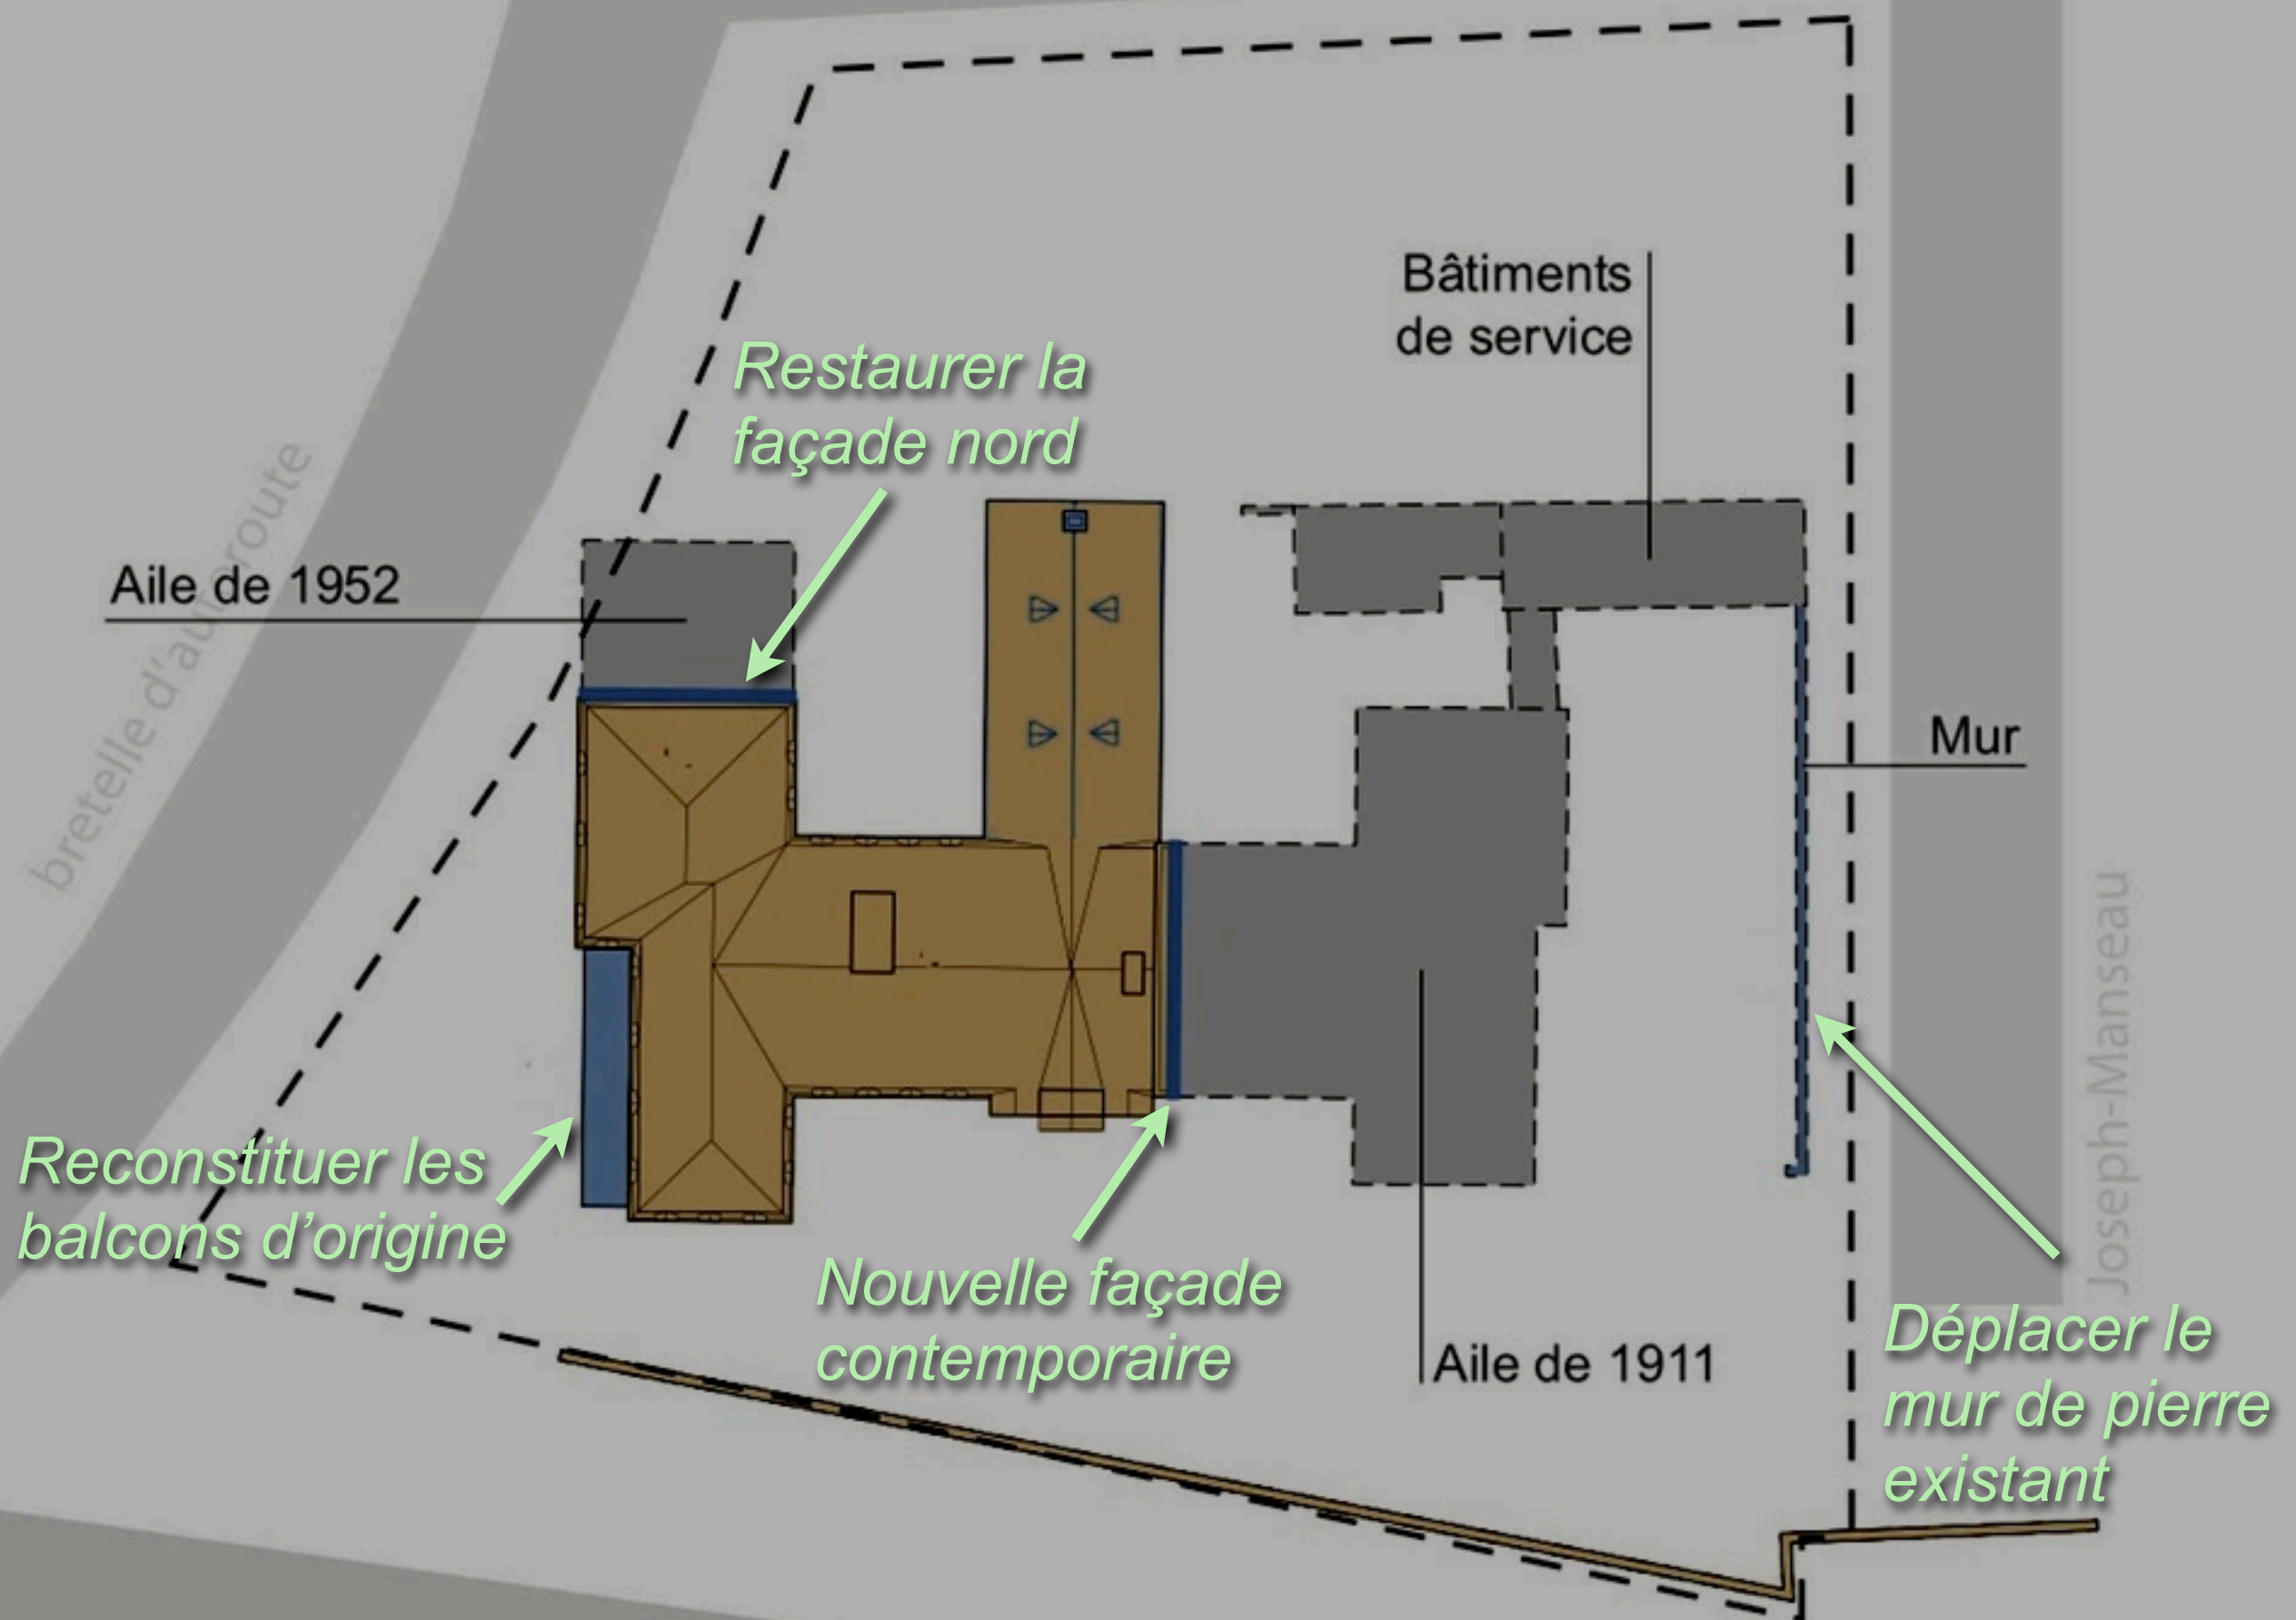 Bâtiments
de service
Restaurer la
façade nord
Aile de 1952
bretelle d'autoroute
Mur
Joseph-Manseau
Reconstituer les
balcons d’origine
Nouvelle façade
contemporaire
Aile de 1911
Déplacer le
mur de pierre
existant